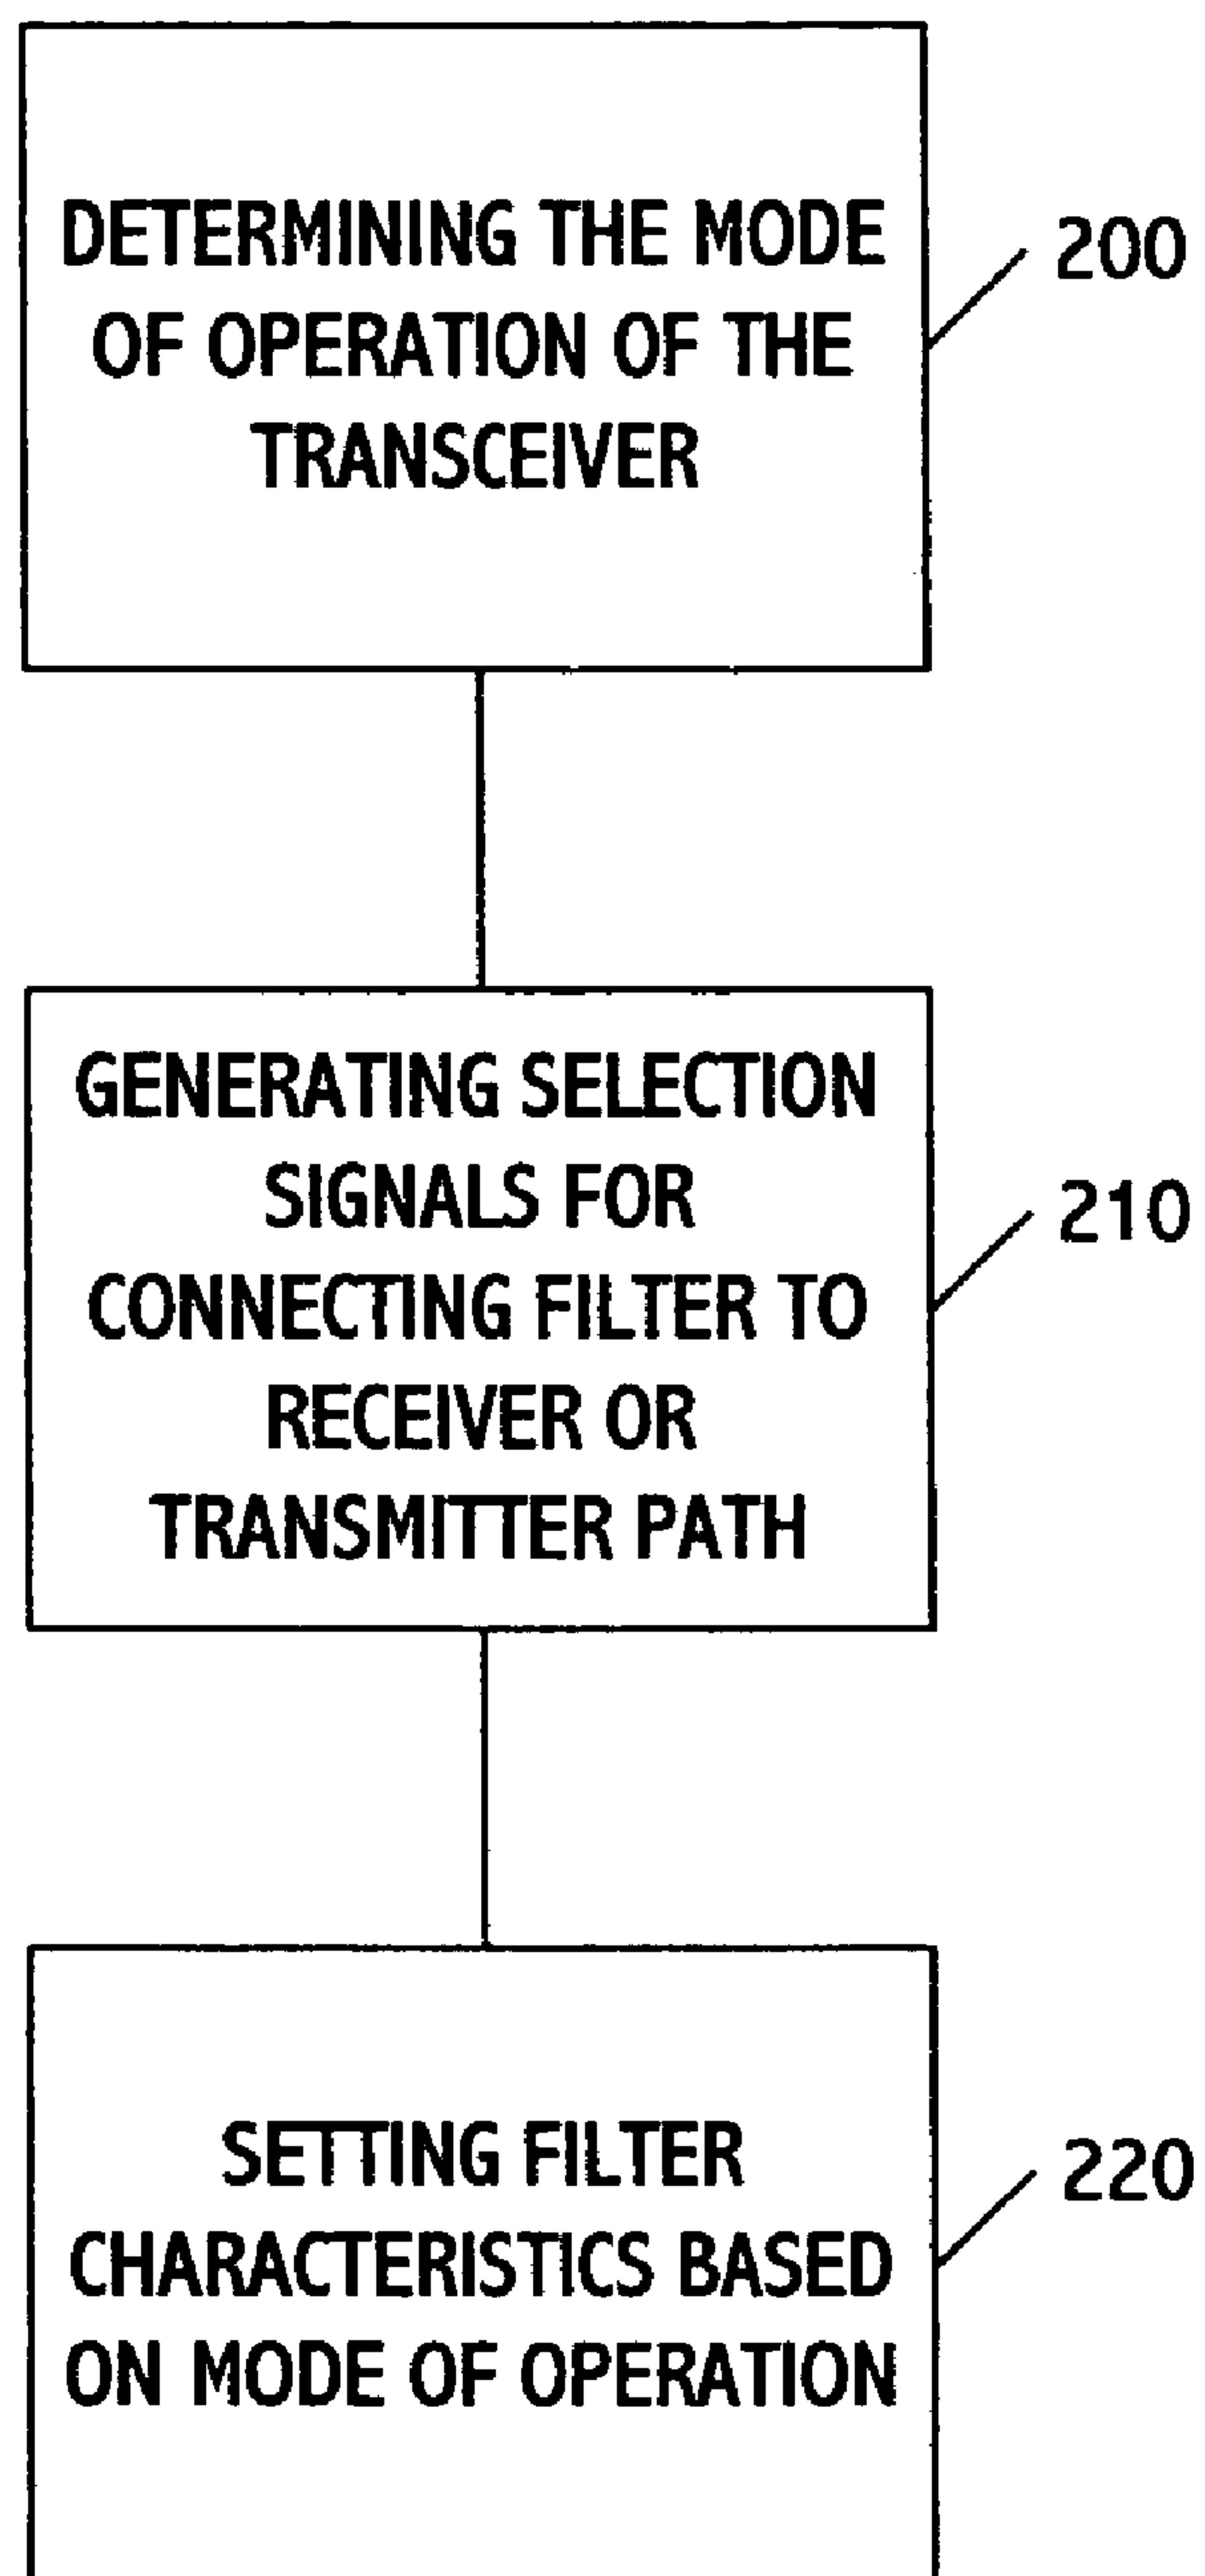 DETERMINING THE MODE
OF OPERATION OF THE
TRANSCEIVER
200
GENERATING SELECTION
SIGNALS FOR
CONNECTING FILTER TO
RECEIVER OR
TRANSMITTER PATH
210
SETTING FILTER
CHARACTERISTICS BASED
ON MODE OF OPERATION
220